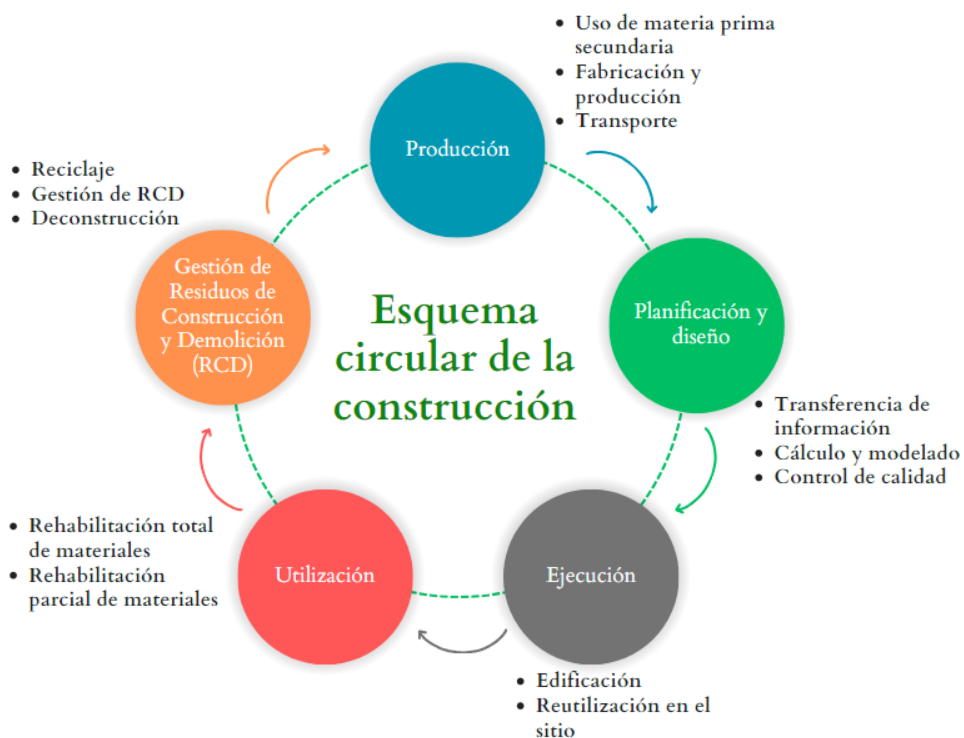 Producción
• Uso de materia prima
secundaria
• Fabricación y
producción
• Transporte
Planificación y
diseño
• Transferencia de
información
• Cálculo y modelado
• Control de calidad
Ejecución
• Edificación
• Reutilización en el
sitio
Utilización
• Rehabilitación total
de materiales
• Rehabilitación
parcial de materiales
Gestión de
Residuos de
Construcción
y Demolición
(RCD)
• Reciclaje
• Gestión de RCD
• Deconstrucción
Esquema
circular de la
construcción